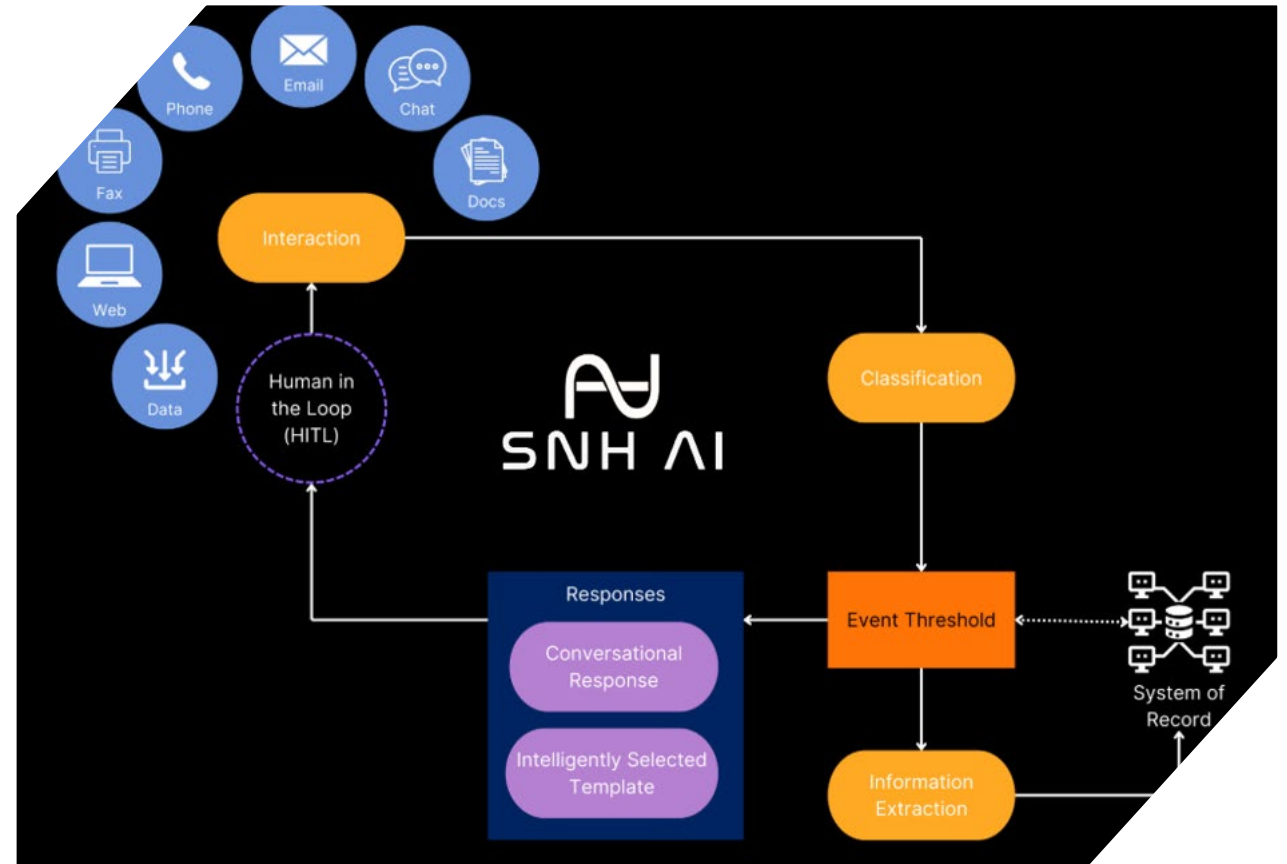 Phone
Email
Chat
Fax
Docs
Interaction
Web
Data
Human in
the Loop
(HITL)
Classification
SNH AI
Responses
Conversational
Response
Intelligently Selected
Template
Event Threshold
System of
Record
Information
Extraction